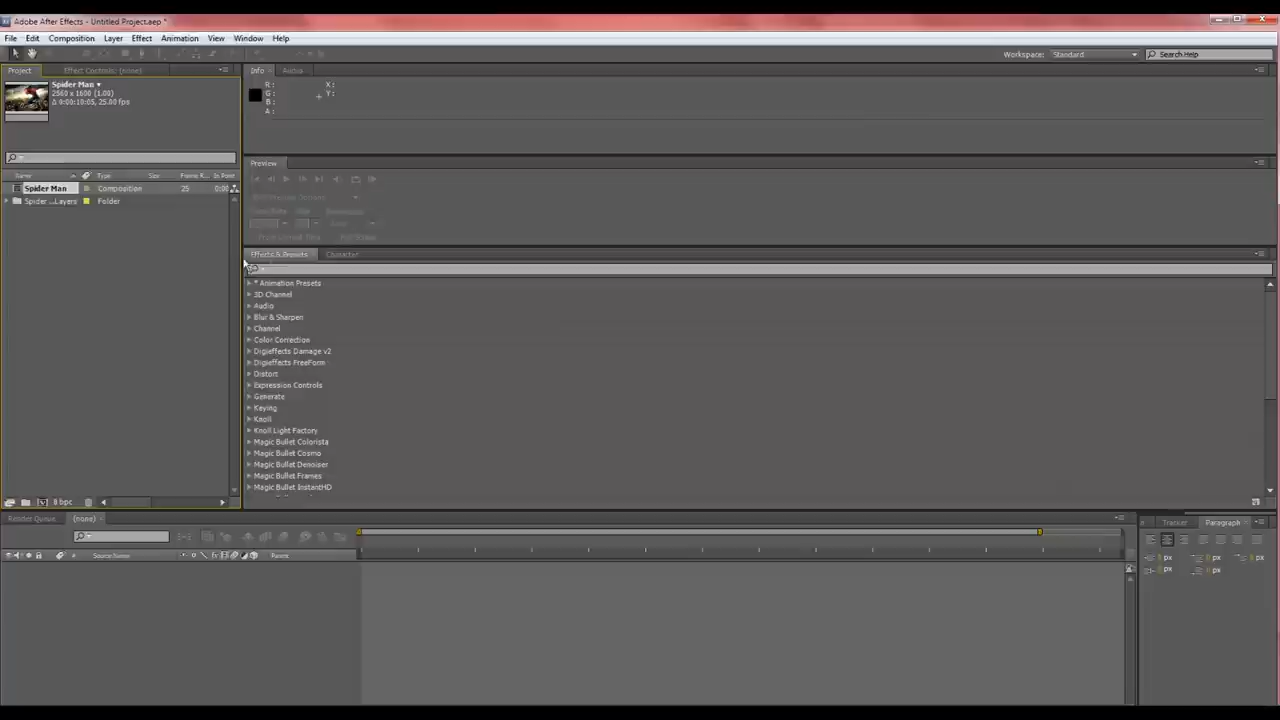 Adobe After Effects - Untitled Project.aep *
File Edit Composition Layer Effect Animation View Window Help
Workspace: Standard Search Help
Project Effect Controls: (none) Info Audio
Spider Man
2560 x 1600 (1.00)
Δ 0:00:10:05, 25.00 fps
R: X:
G: Y:
B:
A:
Preview
Name Type Size Frame R... In Point
Spider Man Composition 25 0:00
Spider ...Layers Folder
Effects & Presets Character
* Animation Presets
3D Channel
Audio
Blur & Sharpen
Channel
Color Correction
Digieffects Damage v2
Digieffects FreeForm
Distort
Expression Controls
Generate
Keying
Knoll
Knoll Light Factory
Magic Bullet Colorista
Magic Bullet Cosmo
Magic Bullet Denoiser
Magic Bullet Frames
Magic Bullet InstantHD
8 bpc
Render Queue (none) Tracker Paragraph
# Source Name Parent
px px px
px px